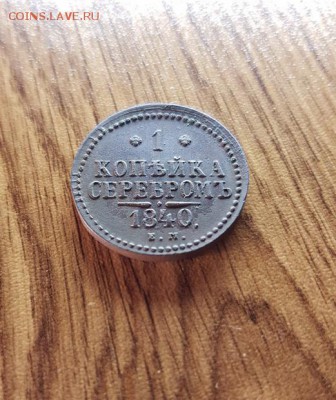 COINS.LAVE.RU
1
КОПѢЙКА
СЕРЕБРОМЪ
1840.
Е.М.